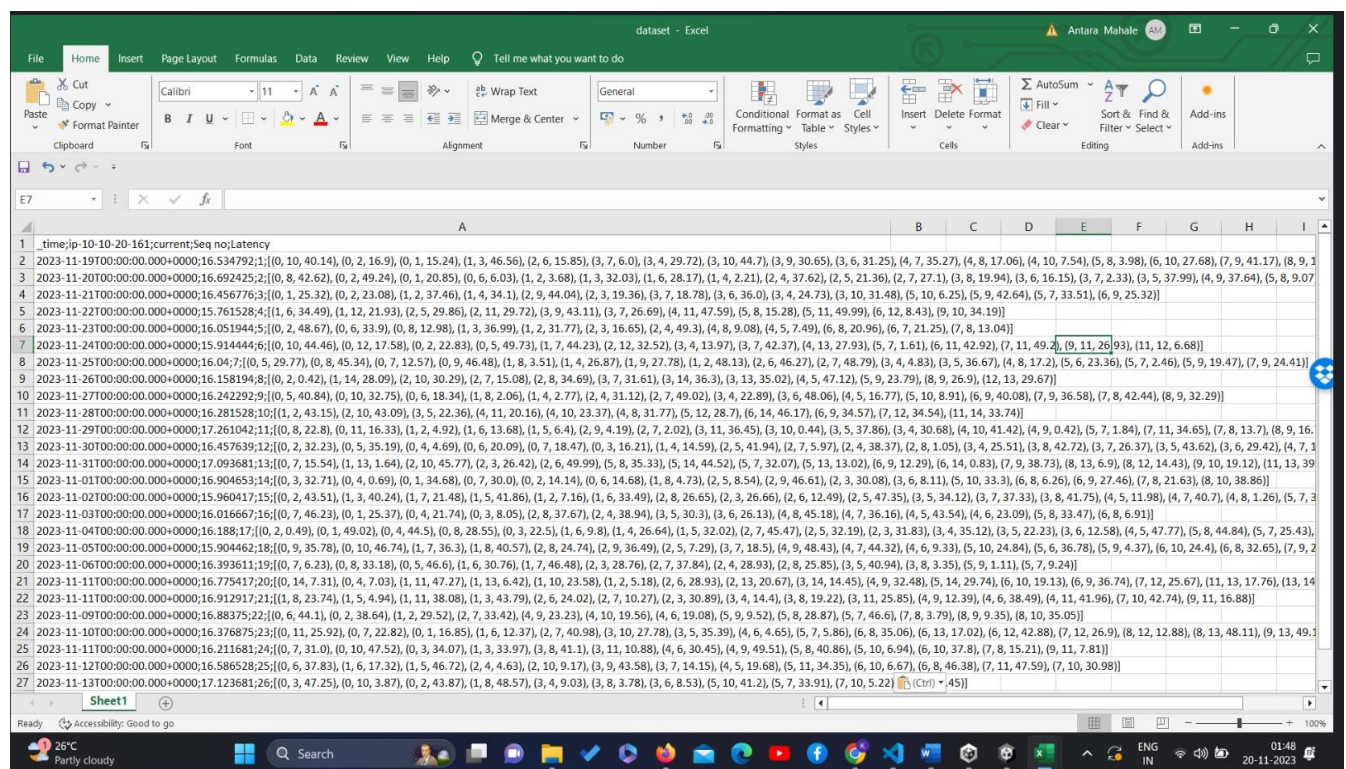 dataset - Excel
Antara Mahale AM
File Home Insert Page Layout Formulas Data Review View Help Tell me what you want to do
Cut
Copy
Paste
Format Painter
Calibri 11
B I U
Wrap Text
Merge & Center
General
Conditional Formatting
Format as Table
Cell Styles
Insert Delete Format
AutoSum
Fill
Clear
Sort & Filter
Find & Select
Add-ins
Clipboard Font Alignment Number Styles Cells Editing Add-ins
E7 fx
A B C D E F G H I
1 _time;ip-10-10-20-161;current;Seq no;Latency
2 2023-11-19T00:00:00.000+0000;16.534792;1;[(0, 10, 40.14), (0, 2, 16.9), (0, 1, 15.24), (1, 3, 46.56), (2, 6, 15.85), (3, 7, 6.0), (3, 4, 29.72), (3, 10, 44.7), (3, 9, 30.65), (3, 6, 31.25), (4, 7, 35.27), (4, 8, 17.06), (4, 10, 7.54), (5, 8, 3.98), (6, 10, 27.68), (7, 9, 41.17), (8, 9, 1
3 2023-11-20T00:00:00.000+0000;16.692425;2;[(0, 8, 42.62), (0, 2, 49.24), (0, 1, 20.85), (0, 6, 6.03), (1, 2, 3.68), (1, 3, 32.03), (1, 6, 28.17), (1, 4, 2.21), (2, 4, 37.62), (2, 5, 21.36), (2, 7, 27.1), (3, 8, 19.94), (3, 6, 16.15), (3, 7, 2.33), (3, 5, 37.99), (4, 9, 37.64), (5, 8, 9.07
4 2023-11-21T00:00:00.000+0000;16.456776;3;[(0, 1, 25.32), (0, 2, 23.08), (1, 2, 37.46), (1, 4, 34.1), (2, 9, 44.04), (2, 3, 19.36), (3, 7, 18.78), (3, 6, 36.0), (3, 4, 24.73), (3, 10, 31.48), (5, 10, 6.25), (5, 9, 42.64), (5, 7, 33.51), (6, 9, 25.32)]
5 2023-11-22T00:00:00.000+0000;15.761528;4;[(1, 6, 34.49), (1, 12, 21.93), (2, 5, 29.86), (2, 11, 29.72), (3, 9, 43.11), (3, 7, 26.69), (4, 11, 47.59), (5, 8, 15.28), (5, 11, 49.99), (6, 12, 8.43), (9, 10, 34.19)]
6 2023-11-23T00:00:00.000+0000;16.051944;5;[(0, 2, 48.67), (0, 6, 33.9), (0, 8, 12.98), (1, 3, 36.99), (1, 2, 31.77), (2, 3, 16.65), (2, 4, 49.3), (4, 8, 9.08), (4, 5, 7.49), (6, 8, 20.96), (6, 7, 21.25), (7, 8, 13.04)]
7 2023-11-24T00:00:00.000+0000;15.914444;6;[(0, 10, 44.46), (0, 12, 17.58), (0, 2, 22.83), (0, 5, 49.73), (1, 7, 44.23), (2, 12, 32.52), (3, 4, 13.97), (3, 7, 42.37), (4, 13, 27.93), (5, 7, 1.61), (6, 11, 42.92), (7, 11, 49.2), (9, 11, 26.93), (11, 12, 6.68)]
8 2023-11-25T00:00:00.000+0000;16.04;7;[(0, 5, 29.77), (0, 8, 45.34), (0, 7, 12.57), (0, 9, 46.48), (1, 8, 3.51), (1, 4, 26.87), (1, 9, 27.78), (1, 2, 48.13), (2, 6, 46.27), (2, 7, 48.79), (3, 4, 4.83), (3, 5, 36.67), (4, 8, 17.2), (5, 6, 23.36), (5, 7, 2.46), (5, 9, 19.47), (7, 9, 24.41)]
9 2023-11-26T00:00:00.000+0000;16.158194;8;[(0, 2, 0.42), (1, 14, 28.09), (2, 10, 30.29), (2, 7, 15.08), (2, 8, 34.69), (3, 7, 31.61), (3, 14, 36.3), (3, 13, 35.02), (4, 5, 47.12), (5, 9, 23.79), (8, 9, 26.9), (12, 13, 29.67)]
10 2023-11-27T00:00:00.000+0000;16.242292;9;[(0, 5, 40.84), (0, 10, 32.75), (0, 6, 18.34), (1, 8, 2.06), (1, 4, 2.77), (2, 4, 31.12), (2, 7, 49.02), (3, 4, 22.89), (3, 6, 48.06), (4, 5, 16.77), (5, 10, 8.91), (6, 9, 40.08), (7, 9, 36.58), (7, 8, 42.44), (8, 9, 32.29)]
11 2023-11-28T00:00:00.000+0000;16.281528;10;[(1, 2, 43.15), (2, 10, 43.09), (3, 5, 22.36), (4, 11, 20.16), (4, 10, 23.37), (4, 8, 31.77), (5, 12, 28.7), (6, 14, 46.17), (6, 9, 34.57), (7, 12, 34.54), (11, 14, 33.74)]
12 2023-11-29T00:00:00.000+0000;17.261042;11;[(0, 8, 22.8), (0, 11, 16.33), (1, 2, 4.92), (1, 6, 13.68), (1, 5, 6.4), (2, 9, 4.19), (2, 7, 2.02), (3, 11, 36.45), (3, 10, 0.44), (3, 5, 37.86), (3, 4, 30.68), (4, 10, 41.42), (4, 9, 0.42), (5, 7, 1.84), (7, 11, 34.65), (7, 8, 13.7), (8, 9, 16.
13 2023-11-30T00:00:00.000+0000;16.457639;12;[(0, 2, 32.23), (0, 5, 35.19), (0, 4, 4.69), (0, 6, 20.09), (0, 7, 18.47), (0, 3, 16.21), (1, 4, 14.59), (2, 5, 41.94), (2, 7, 5.97), (2, 4, 38.37), (2, 8, 1.05), (3, 4, 25.51), (3, 8, 42.72), (3, 7, 26.37), (3, 5, 43.62), (3, 6, 29.42), (4, 7, 1
14 2023-11-31T00:00:00.000+0000;17.093681;13;[(0, 7, 15.54), (1, 13, 1.64), (2, 10, 45.77), (2, 3, 26.42), (2, 6, 49.99), (5, 8, 35.33), (5, 14, 44.52), (5, 7, 32.07), (5, 13, 13.02), (6, 9, 12.29), (6, 14, 0.83), (7, 9, 38.73), (8, 13, 6.9), (8, 12, 14.43), (9, 10, 19.12), (11, 13, 39
15 2023-11-01T00:00:00.000+0000;16.904653;14;[(0, 3, 32.71), (0, 4, 0.69), (0, 1, 34.68), (0, 7, 30.0), (0, 2, 14.14), (0, 6, 14.68), (1, 8, 4.73), (2, 5, 8.54), (2, 9, 46.61), (2, 3, 30.08), (3, 6, 8.11), (5, 10, 33.3), (6, 8, 6.26), (6, 9, 27.46), (7, 8, 21.63), (8, 10, 38.86)]
16 2023-11-02T00:00:00.000+0000;15.960417;15;[(0, 2, 43.51), (1, 3, 40.24), (1, 7, 21.48), (1, 5, 41.86), (1, 2, 7.16), (1, 6, 33.49), (2, 8, 26.65), (2, 3, 26.66), (2, 6, 12.49), (2, 5, 47.35), (3, 5, 34.12), (3, 7, 37.33), (3, 8, 41.75), (4, 5, 11.98), (4, 7, 40.7), (4, 8, 1.26), (5, 7, 3
17 2023-11-03T00:00:00.000+0000;16.016667;16;[(0, 7, 46.23), (0, 1, 25.37), (0, 4, 21.74), (0, 3, 8.05), (2, 8, 37.67), (2, 4, 38.94), (3, 5, 30.3), (3, 6, 26.13), (4, 8, 45.18), (4, 7, 36.16), (4, 5, 43.54), (4, 6, 23.09), (5, 8, 33.47), (6, 8, 6.91)]
18 2023-11-04T00:00:00.000+0000;16.188;17;[(0, 2, 0.49), (0, 1, 49.02), (0, 4, 44.5), (0, 8, 28.55), (0, 3, 22.5), (1, 6, 9.8), (1, 4, 26.64), (1, 5, 32.02), (2, 7, 45.47), (2, 5, 32.19), (2, 3, 31.83), (3, 4, 35.12), (3, 5, 22.23), (3, 6, 12.58), (4, 5, 47.77), (5, 8, 44.84), (5, 7, 25.43),
19 2023-11-05T00:00:00.000+0000;15.904462;18;[(0, 9, 35.78), (0, 10, 46.74), (1, 7, 36.3), (1, 8, 40.57), (2, 8, 24.74), (2, 9, 36.49), (2, 5, 7.29), (3, 7, 18.5), (4, 9, 48.43), (4, 7, 44.32), (4, 6, 9.33), (5, 10, 24.84), (5, 6, 36.78), (5, 9, 4.37), (6, 10, 24.4), (6, 8, 32.65), (7, 9, 2
20 2023-11-06T00:00:00.000+0000;16.393611;19;[(0, 7, 6.23), (0, 8, 33.18), (0, 5, 46.6), (1, 6, 30.76), (1, 7, 46.48), (2, 3, 28.76), (2, 7, 37.84), (2, 4, 28.93), (2, 8, 25.85), (3, 5, 40.94), (3, 8, 3.35), (5, 9, 1.11), (5, 7, 9.24)]
21 2023-11-11T00:00:00.000+0000;16.775417;20;[(0, 14, 7.31), (0, 4, 7.03), (1, 11, 47.27), (1, 13, 6.42), (1, 10, 23.58), (1, 2, 5.18), (2, 6, 28.93), (2, 13, 20.67), (3, 14, 14.45), (4, 9, 32.48), (5, 14, 29.74), (6, 10, 19.13), (6, 9, 36.74), (7, 12, 25.67), (11, 13, 17.76), (13, 14
22 2023-11-11T00:00:00.000+0000;16.912917;21;[(1, 8, 23.74), (1, 5, 4.94), (1, 11, 38.08), (1, 3, 43.79), (2, 6, 24.02), (2, 7, 10.27), (2, 3, 30.89), (3, 4, 14.4), (3, 8, 19.22), (3, 11, 25.85), (4, 9, 12.39), (4, 6, 38.49), (4, 11, 41.96), (7, 10, 42.74), (9, 11, 16.88)]
23 2023-11-09T00:00:00.000+0000;16.88375;22;[(0, 6, 44.1), (0, 2, 38.64), (1, 2, 29.52), (2, 7, 33.42), (4, 9, 23.23), (4, 10, 19.56), (4, 6, 19.08), (5, 9, 9.52), (5, 8, 28.87), (5, 7, 46.6), (7, 8, 3.79), (8, 9, 9.35), (8, 10, 35.05)]
24 2023-11-10T00:00:00.000+0000;16.376875;23;[(0, 11, 25.92), (0, 7, 22.82), (0, 1, 16.85), (1, 6, 12.37), (2, 7, 40.98), (3, 10, 27.78), (3, 5, 35.39), (4, 6, 4.65), (5, 7, 5.86), (6, 8, 35.06), (6, 13, 17.02), (6, 12, 42.88), (7, 12, 26.9), (8, 12, 12.88), (8, 13, 48.11), (9, 13, 49.1
25 2023-11-11T00:00:00.000+0000;16.211681;24;[(0, 7, 31.0), (0, 10, 47.52), (0, 3, 34.07), (1, 3, 33.97), (3, 8, 41.1), (3, 11, 10.88), (4, 6, 30.45), (4, 9, 49.51), (5, 8, 40.86), (5, 10, 6.94), (6, 10, 37.8), (7, 8, 15.21), (9, 11, 7.81)]
26 2023-11-12T00:00:00.000+0000;16.586528;25;[(0, 6, 37.83), (1, 6, 17.32), (1, 5, 46.72), (2, 4, 4.63), (2, 10, 9.17), (3, 9, 43.58), (3, 7, 14.15), (4, 5, 19.68), (5, 11, 34.35), (6, 10, 6.67), (6, 8, 46.38), (7, 11, 47.59), (7, 10, 30.98)]
27 2023-11-13T00:00:00.000+0000;17.123681;26;[(0, 3, 47.25), (0, 10, 3.87), (0, 2, 43.87), (1, 8, 48.57), (3, 4, 9.03), (3, 8, 3.78), (3, 6, 8.53), (5, 10, 41.2), (5, 7, 33.91), (7, 10, 5.22) (Ctrl) .45)]
Sheet1
Ready Accessibility: Good to go 100%
1 26°C
Partly cloudy
Search
ENG
IN
01:48
20-11-2023